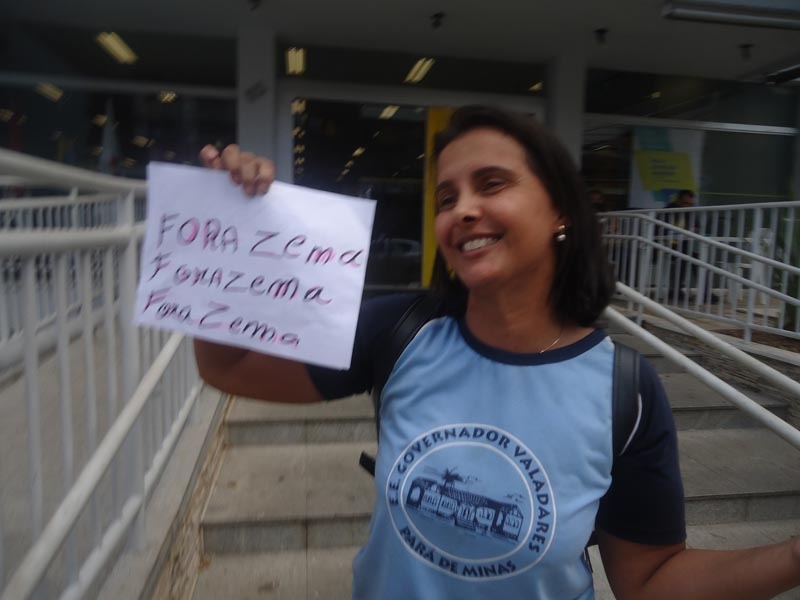 FORA ZEMA
FORAZEMA
Fora Zema
E.E. GOVERNADOR VALADARES
PARÁ DE MINAS